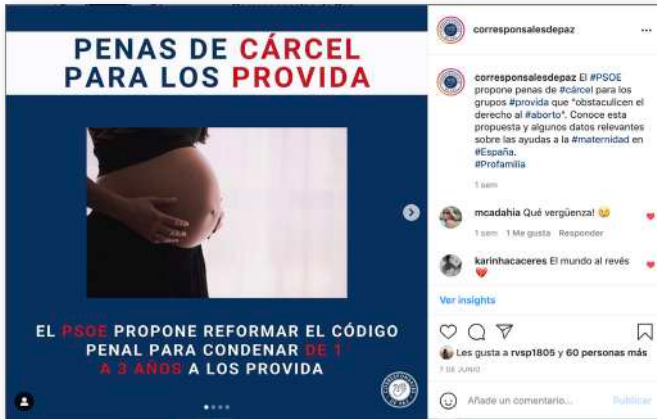 PENAS DE CÁRCEL
PARA LOS PROVIDA
EL PSOE PROPONE REFORMAR EL CÓDIGO
PENAL PARA CONDENAR DE 1
A 3 AÑOS A LOS PROVIDA
corresponsalesdepaz
corresponsalesdepaz El #PSOE
propone penas de #cárcel para los
grupos #provida que "obstaculicen el
derecho al #aborto". Conoce esta
propuesta y algunos datos relevantes
sobre las ayudas a la #maternidad en
#España.
#Profamilia
1 sem
mcadahia Qué vergüenza!
1 sem 1 Me gusta Responder
karinhacaceres El mundo al revés
Ver insights
Les gusta a rvsp1805 y 60 personas más
7 DE JUNIO
Añade un comentario... Publicar